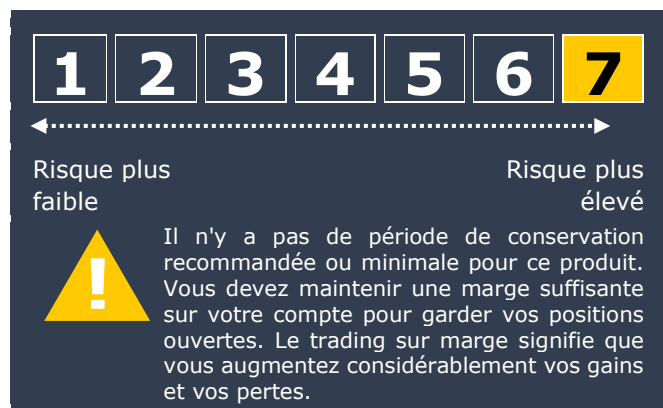 1 2 3 4 5 6 7
Risque plus Risque plus
faible élevé
Il n'y a pas de période de conservation
recommandée ou minimale pour ce produit.
Vous devez maintenir une marge suffisante
sur votre compte pour garder vos positions
ouvertes. Le trading sur marge signifie que
vous augmentez considérablement vos gains
et vos pertes.
!